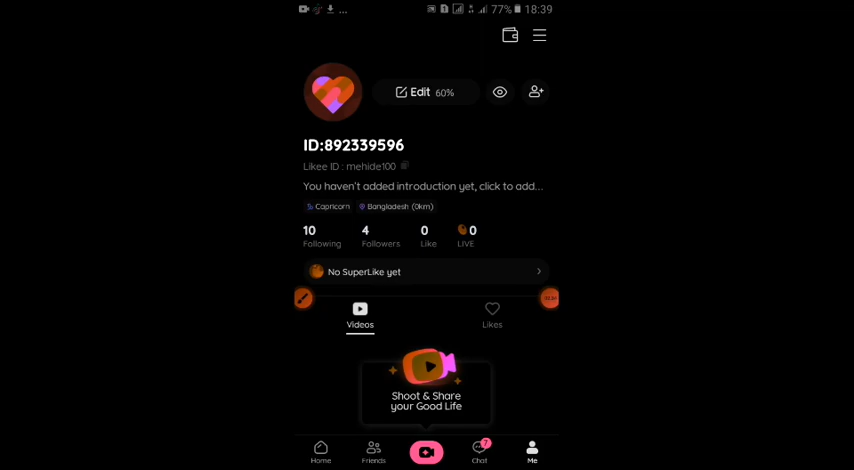 ... 77% 18:39
Edit 60%
ID:892339596
Likee ID : mehide100
You haven't added introduction yet, click to add...
Capricorn Bangladesh (0km)
10 4 0 0
Following Followers Like LIVE
No SuperLike yet
Videos Likes
Shoot & Share
your Good Life
7
Home Friends Chat Me